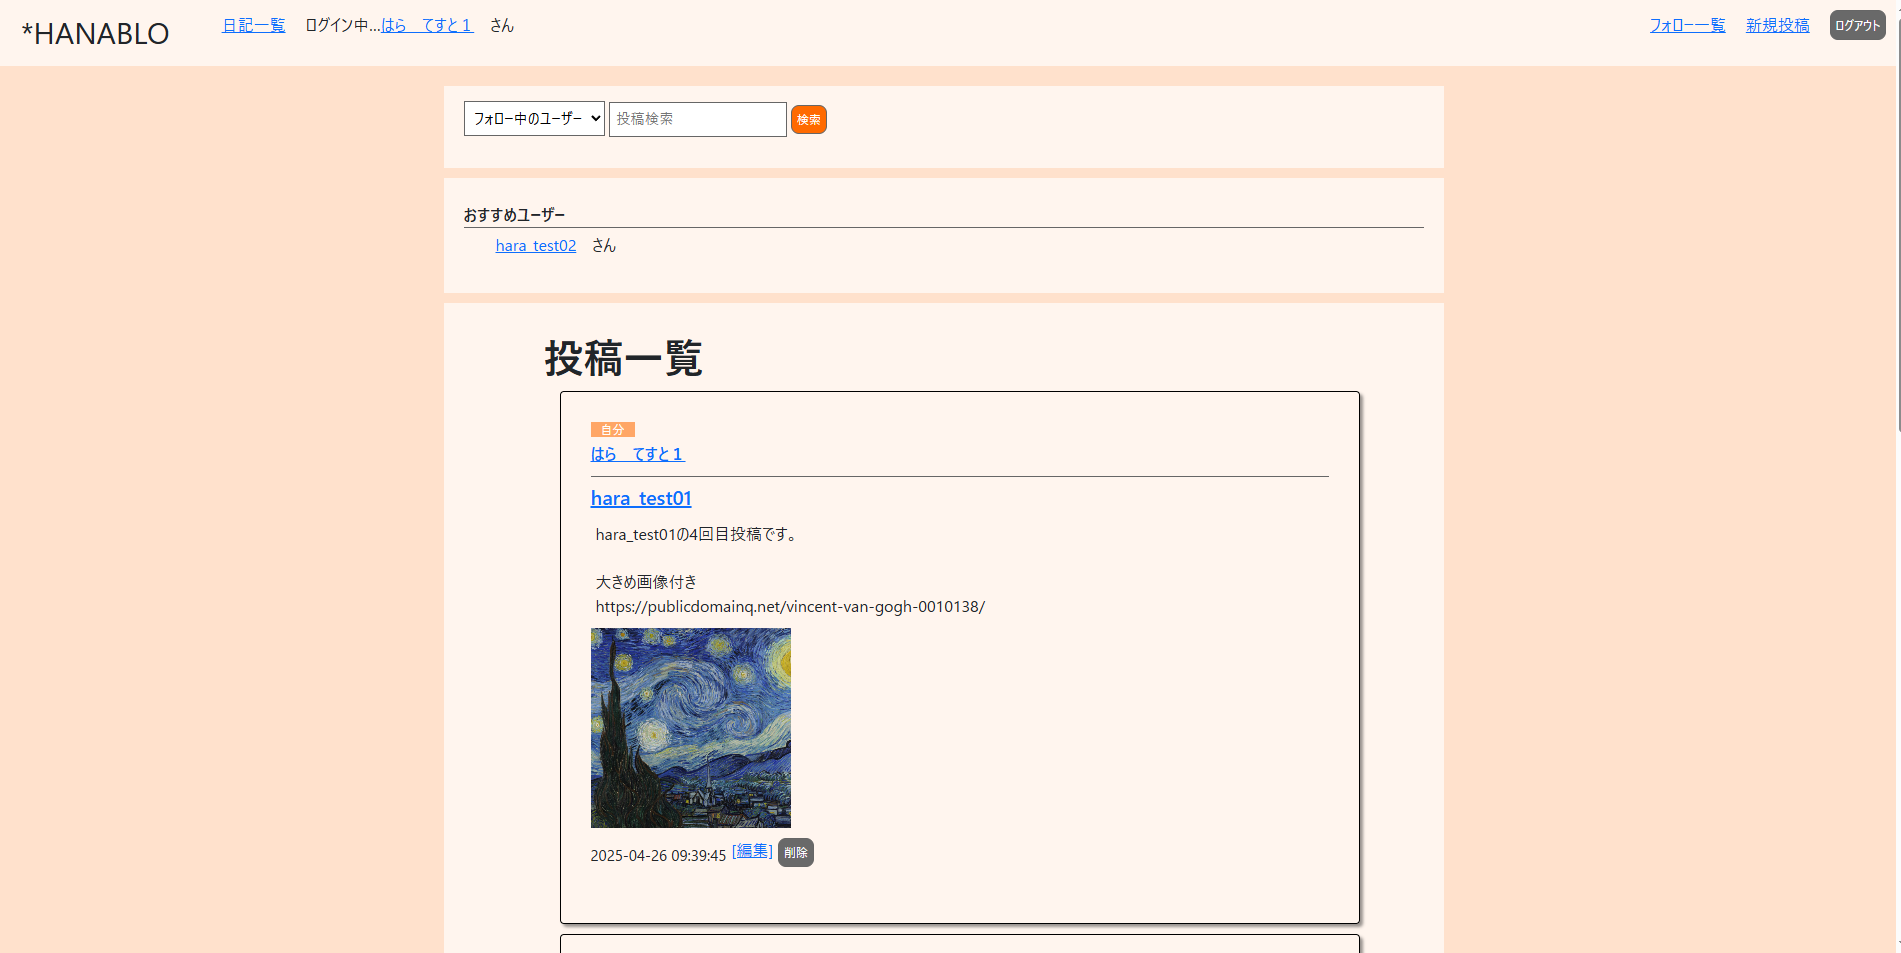 *HANABLO 日記一覧 ログイン中...はら　てすと１　さん フォロー一覧 新規投稿 ログアウト
フォロー中のユーザー 投稿検索 検索
おすすめユーザー
hara_test02　さん
投稿一覧
自分
はら　てすと１
hara_test01
hara_test01の4回目投稿です。
大きめ画像付き
https://publicdomainq.net/vincent-van-gogh-0010138/
2025-04-26 09:39:45 [編集] 削除